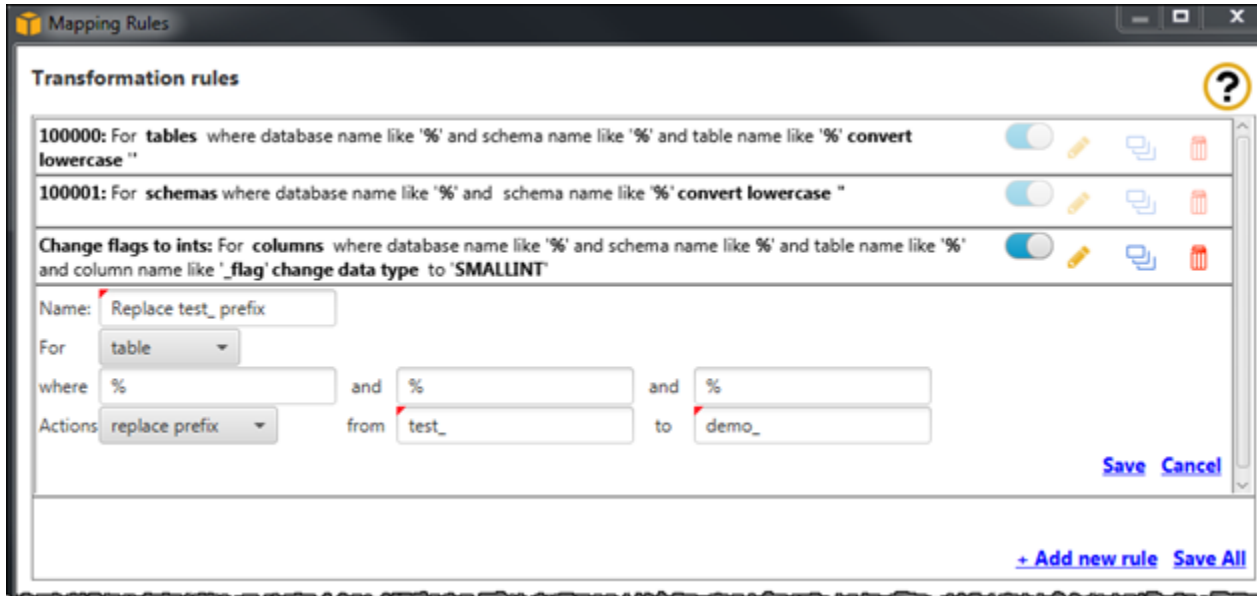 Mapping Rules
Transformation rules
?
100000: For tables where database name like '%' and schema name like '%' and table name like '%' convert
lowercase ''
100001: For schemas where database name like '%' and schema name like '%' convert lowercase ''
Change flags to ints: For columns where database name like '%' and schema name like %' and table name like '%'
and column name like '_flag' change data type to 'SMALLINT'
Name: Replace test_ prefix
For table
where % and % and %
Actions replace prefix from test_ to demo_
Save Cancel
+ Add new rule Save All